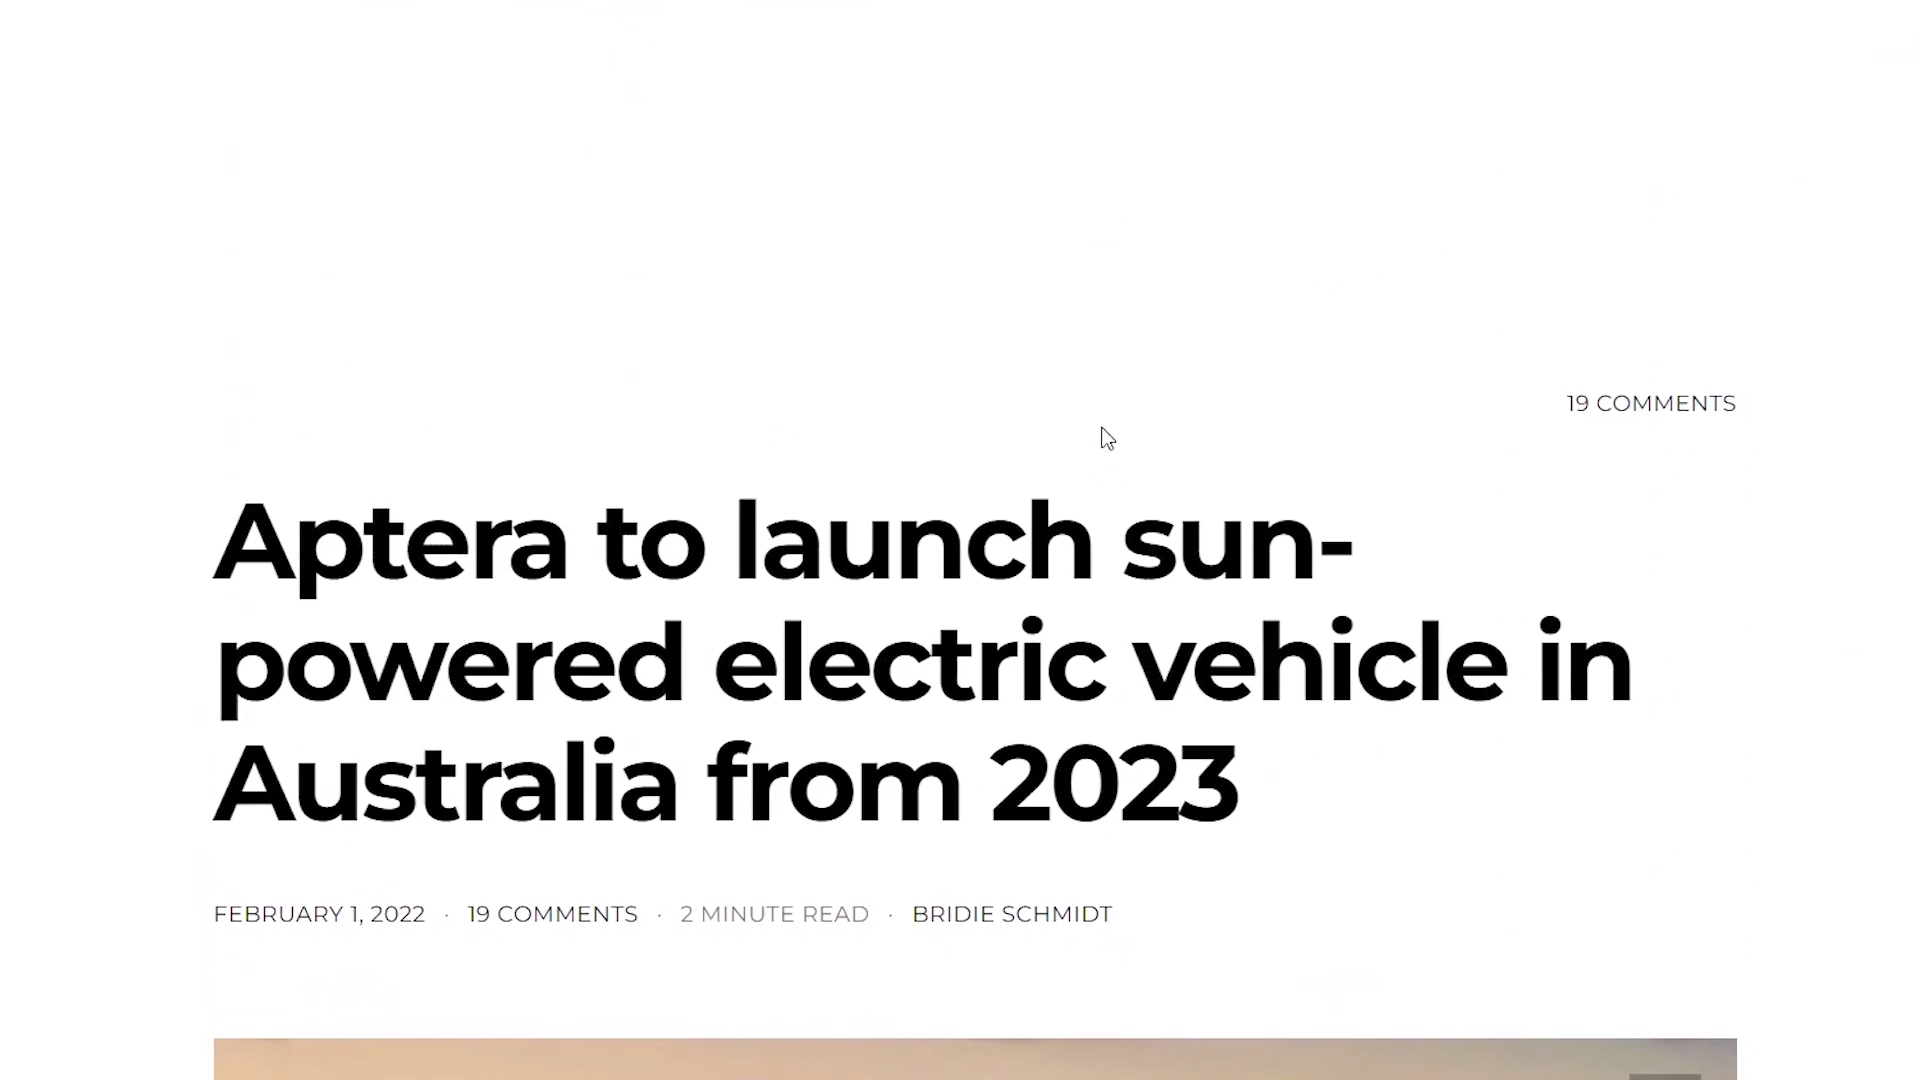 19 COMMENTS
Aptera to launch sun-
powered electric vehicle in
Australia from 2023
FEBRUARY 1, 2022 · 19 COMMENTS · 2 MINUTE READ · BRIDIE SCHMIDT